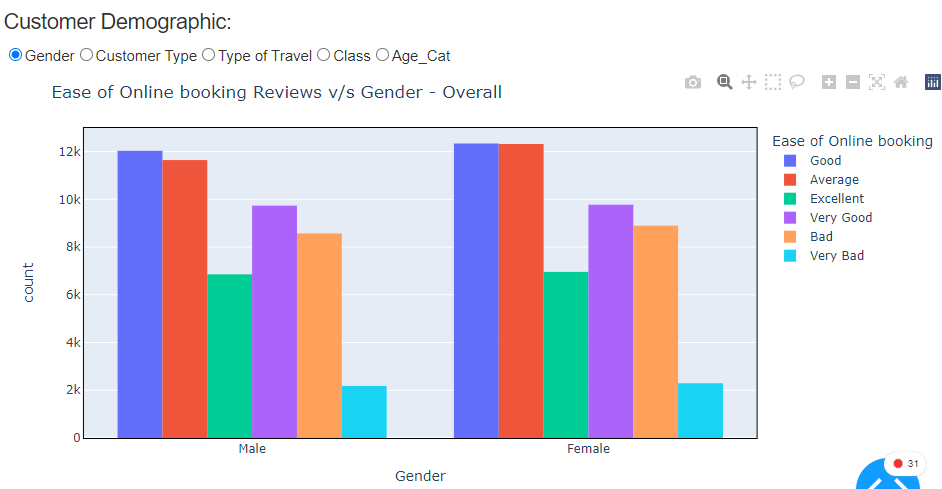 Customer Demographic:
Gender Customer Type Type of Travel Class Age_Cat
Ease of Online booking Reviews v/s Gender - Overall
Ease of Online booking
Good
Average
Excellent
Very Good
Bad
Very Bad
12k
10k
8k
6k
4k
2k
0
count
Male Female
Gender
31